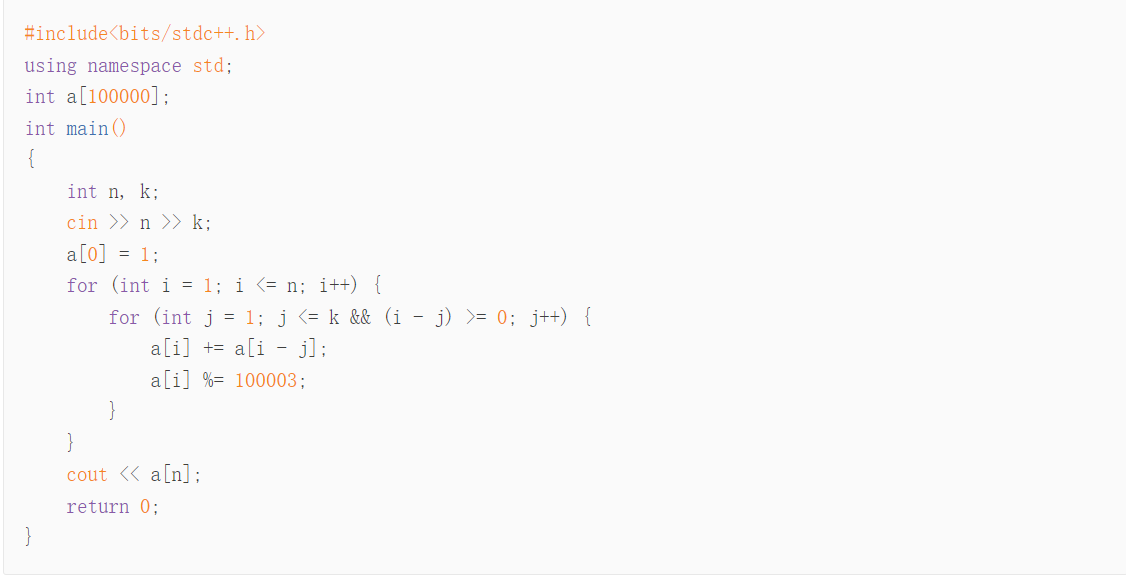 #include<bits/stdc++.h>
using namespace std;
int a[100000];
int main()
{
    int n, k;
    cin >> n >> k;
    a[0] = 1;
    for (int i = 1; i <= n; i++) {
        for (int j = 1; j <= k && (i - j) >= 0; j++) {
            a[i] += a[i - j];
            a[i] %= 100003;
        }
    }
    cout << a[n];
    return 0;
}